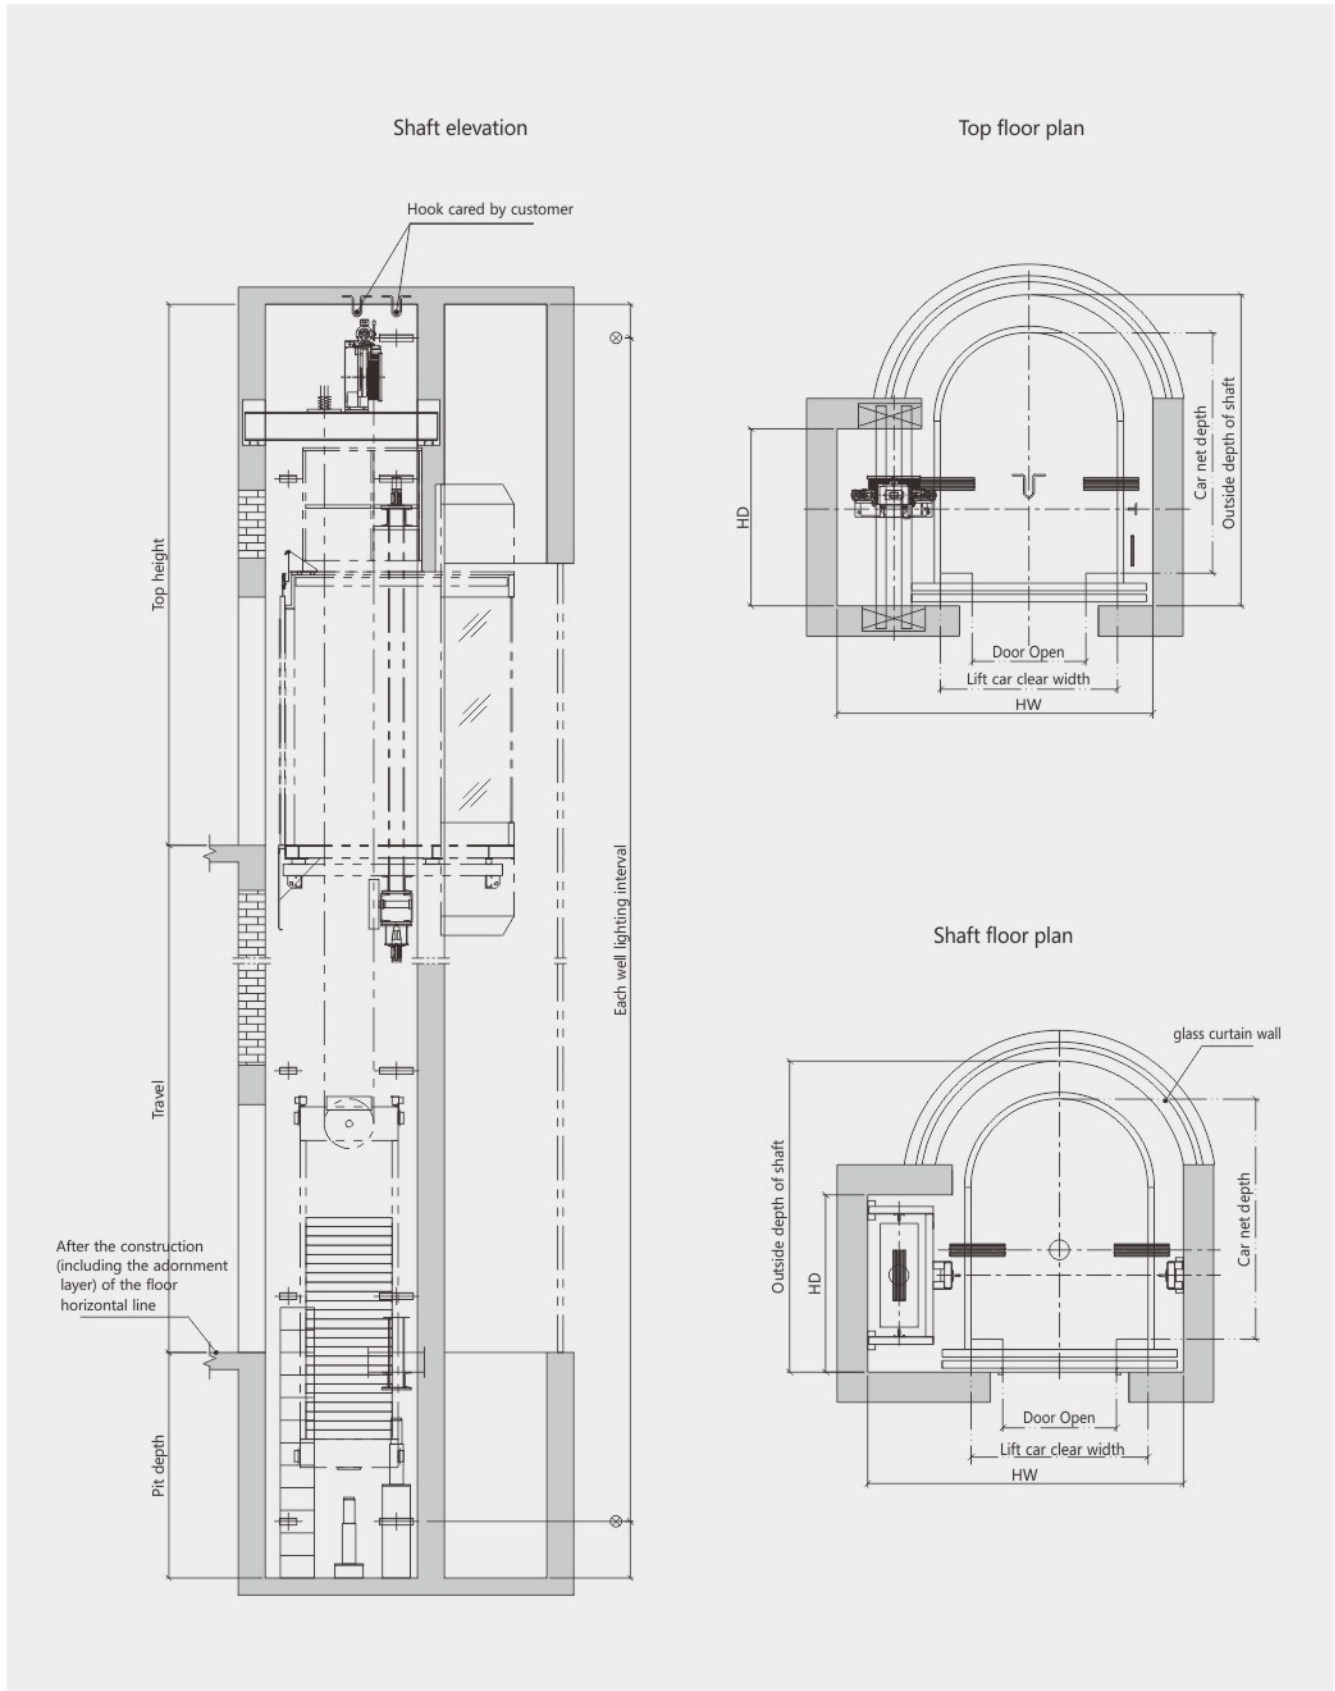 Shaft elevation
Hook cared by customer
Top height
Each well lighting interval
Travel
After the construction
(including the adornment
layer) of the floor
horizontal line
Pit depth
Top floor plan
HD
Car net depth
Outside depth of shaft
Door Open
Lift car clear width
HW
Shaft floor plan
glass curtain wall
Outside depth of shaft
HD
Car net depth
Door Open
Lift car clear width
HW